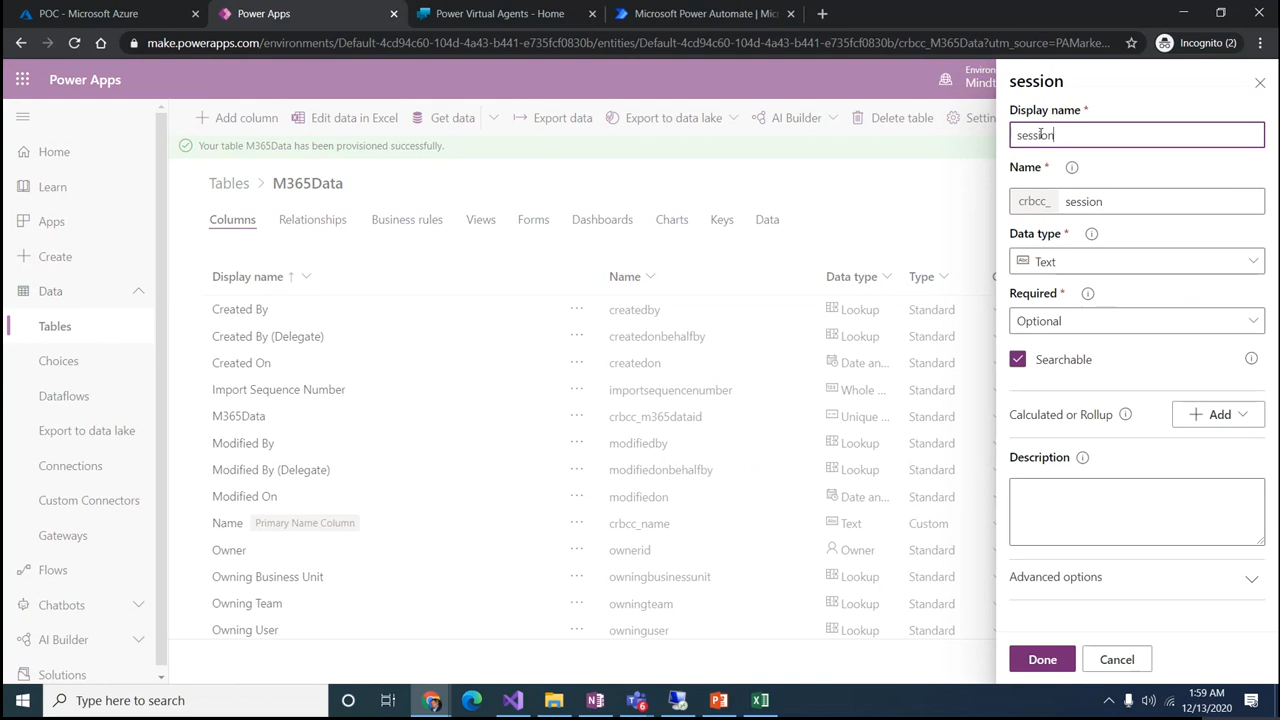 POC - Microsoft Azure
Power Apps
Power Virtual Agents - Home
Microsoft Power Automate | Mic
make.powerapps.com/environments/Default-4cd94c60-104d-4a43-b441-e735fcf0830b/entities/Default-4cd94c60-104d-4a43-b441-e735fcf0830b/crbcc_M365Data?utm_source=PAMarke...
Incognito (2)
Power Apps
Environ
Mindt
Add column
Edit data in Excel
Get data
Export data
Export to data lake
AI Builder
Delete table
Settin
Your table M365Data has been provisioned successfully.
Home
Learn
Apps
Create
Data
Tables
Choices
Dataflows
Export to data lake
Connections
Custom Connectors
Gateways
Flows
Chatbots
AI Builder
Solutions
Tables > M365Data
Columns Relationships Business rules Views Forms Dashboards Charts Keys Data
Display name ↑ Name Data type Type
Created By ... createdby Lookup Standard
Created By (Delegate) ... createdonbehalfby Lookup Standard
Created On ... createdon Date an... Standard
Import Sequence Number ... importsequencenumber Whole ... Standard
M365Data ... crbcc_m365dataid Unique ... Standard
Modified By ... modifiedby Lookup Standard
Modified By (Delegate) ... modifiedonbehalfby Lookup Standard
Modified On ... modifiedon Date an... Standard
Name Primary Name Column ... crbcc_name Text Custom
Owner ... ownerid Owner Standard
Owning Business Unit ... owningbusinessunit Lookup Standard
Owning Team ... owningteam Lookup Standard
Owning User ... owninguser Lookup Standard
session
Display name *
session
Name *
crbcc_ session
Data type *
Abc Text
Required *
Optional
Searchable
Calculated or Rollup
Add
Description
Advanced options
Done
Cancel
Type here to search
1:59 AM
12/13/2020